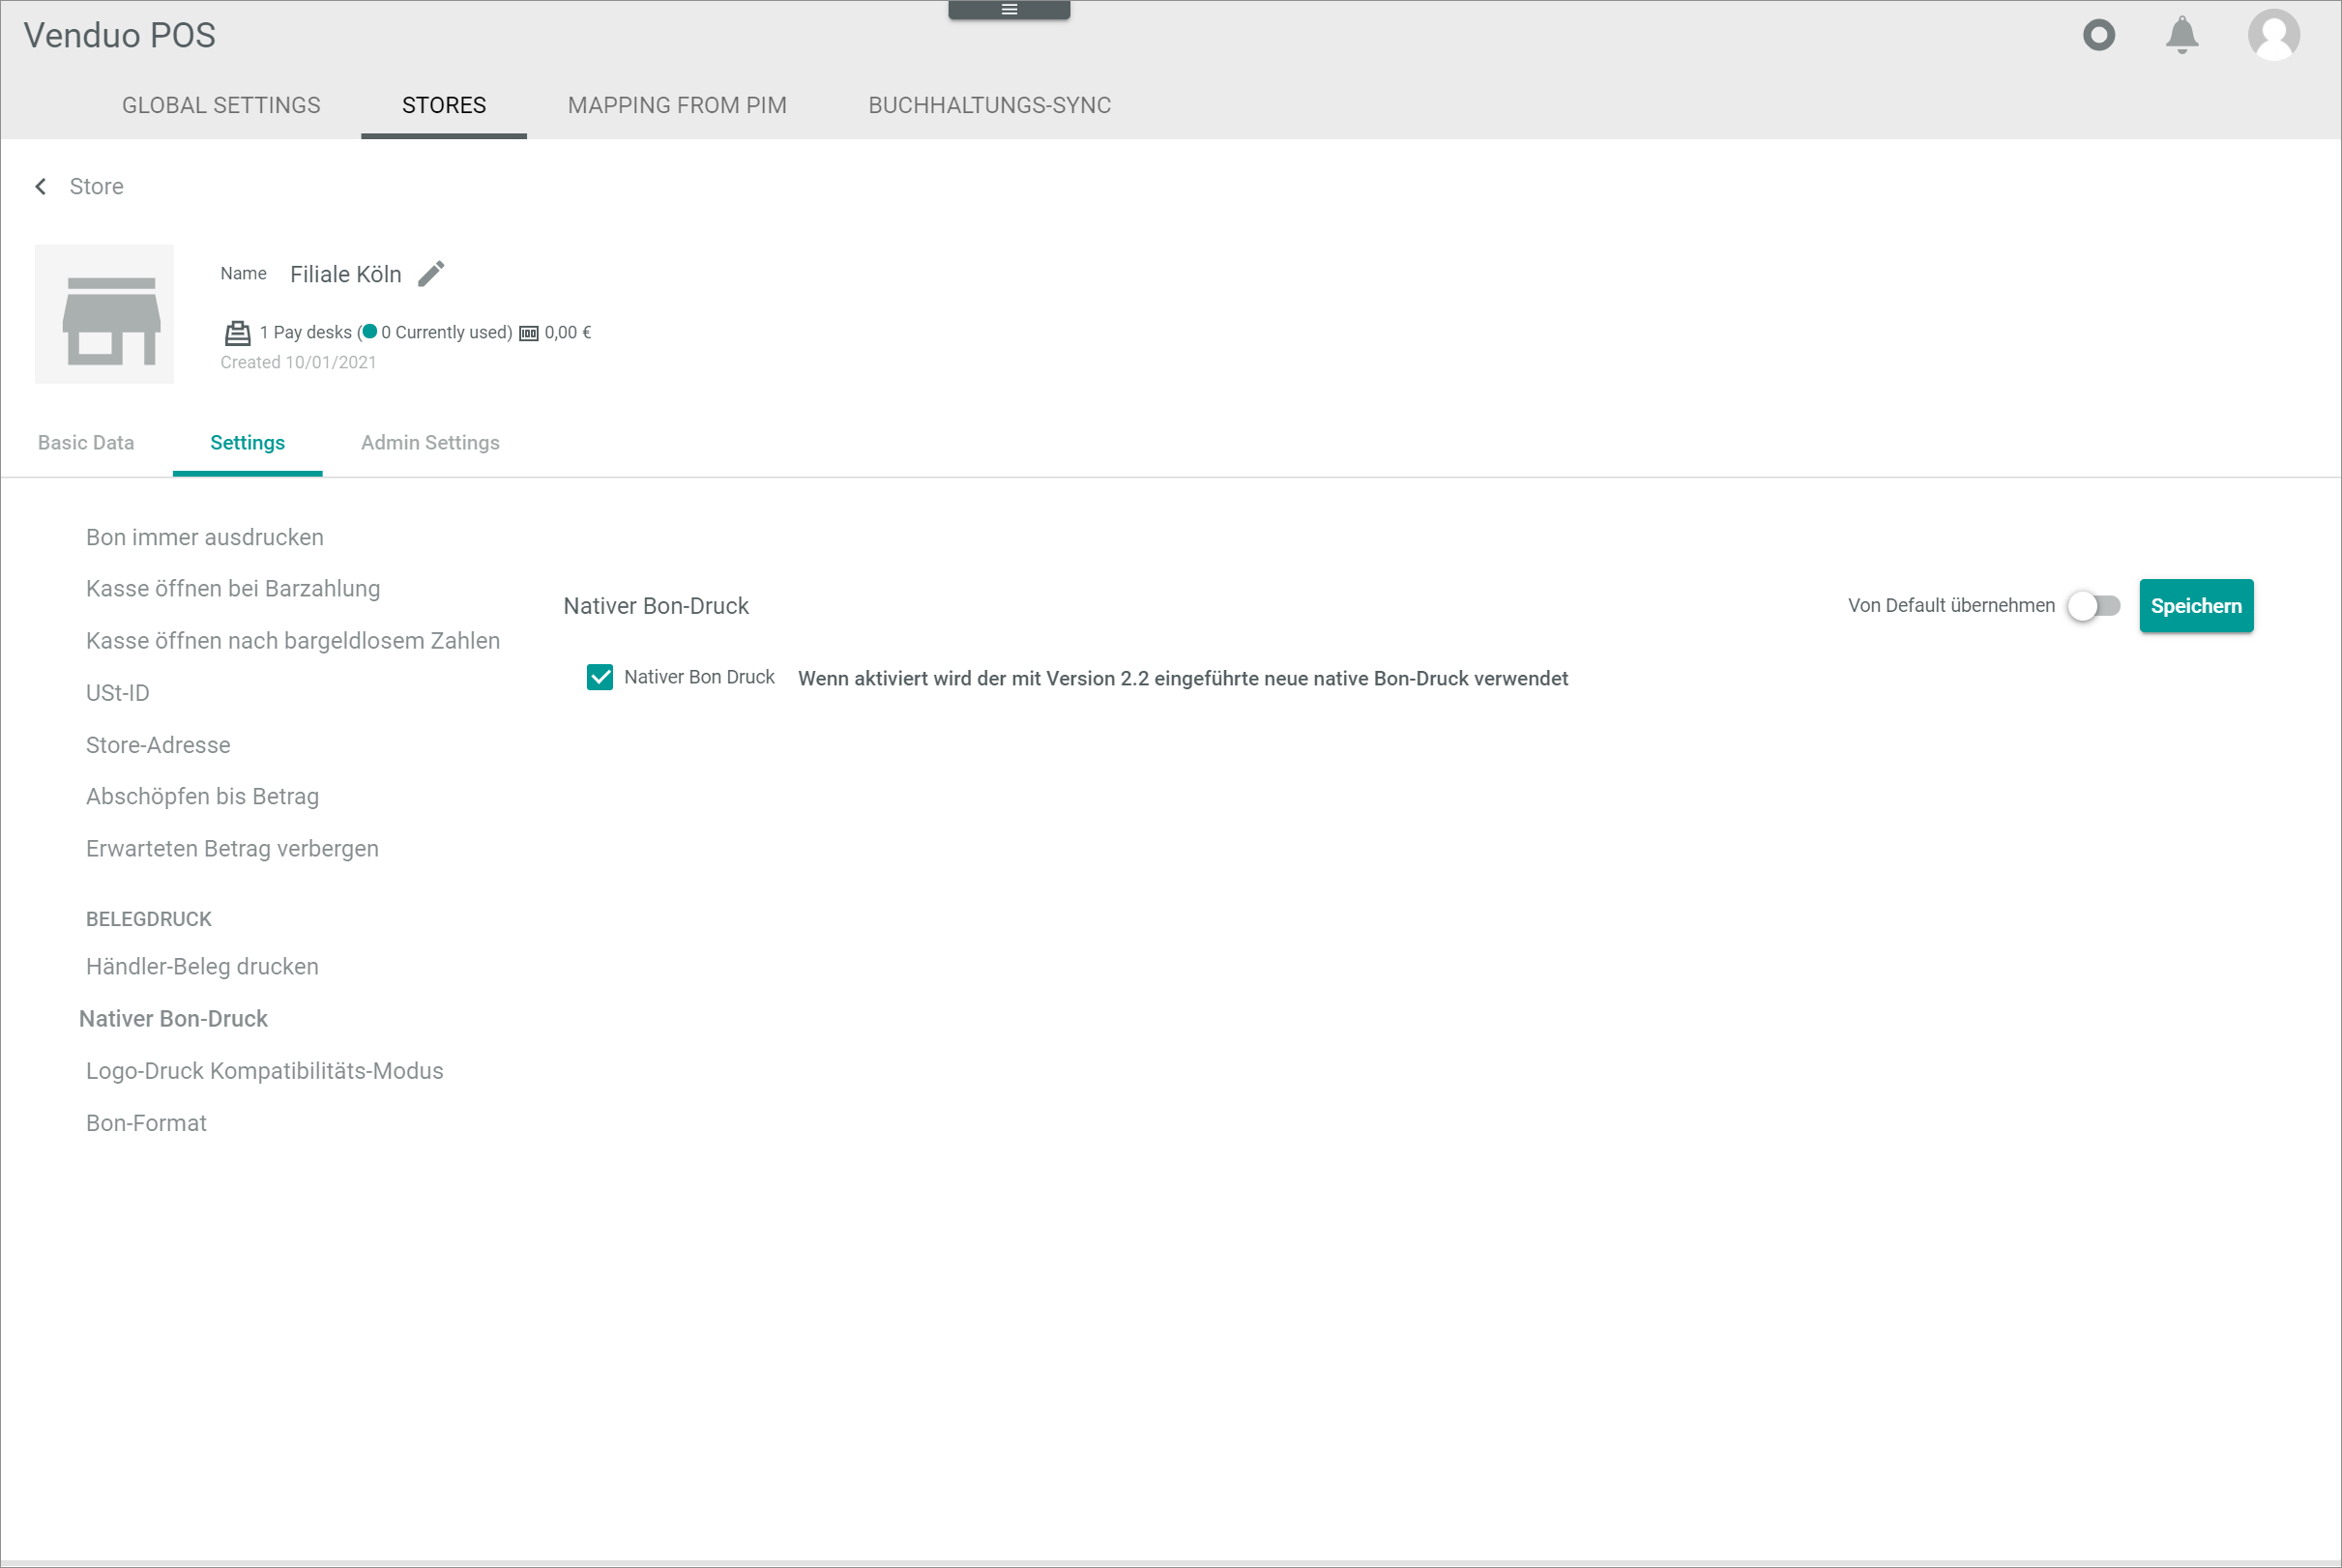 Venduo POS
GLOBAL SETTINGS STORES MAPPING FROM PIM BUCHHALTUNGS-SYNC
Store
Name Filiale Köln
1 Pay desks ( 0 Currently used) 0,00 €
Created 10/01/2021
Basic Data Settings Admin Settings
Bon immer ausdrucken
Kasse öffnen bei Barzahlung
Kasse öffnen nach bargeldlosem Zahlen
USt-ID
Store-Adresse
Abschöpfen bis Betrag
Erwarteten Betrag verbergen
BELEGDRUCK
Händler-Beleg drucken
Nativer Bon-Druck
Logo-Druck Kompatibilitäts-Modus
Bon-Format
Nativer Bon-Druck Von Default übernehmen Speichern
Nativer Bon Druck Wenn aktiviert wird der mit Version 2.2 eingeführte neue native Bon-Druck verwendet